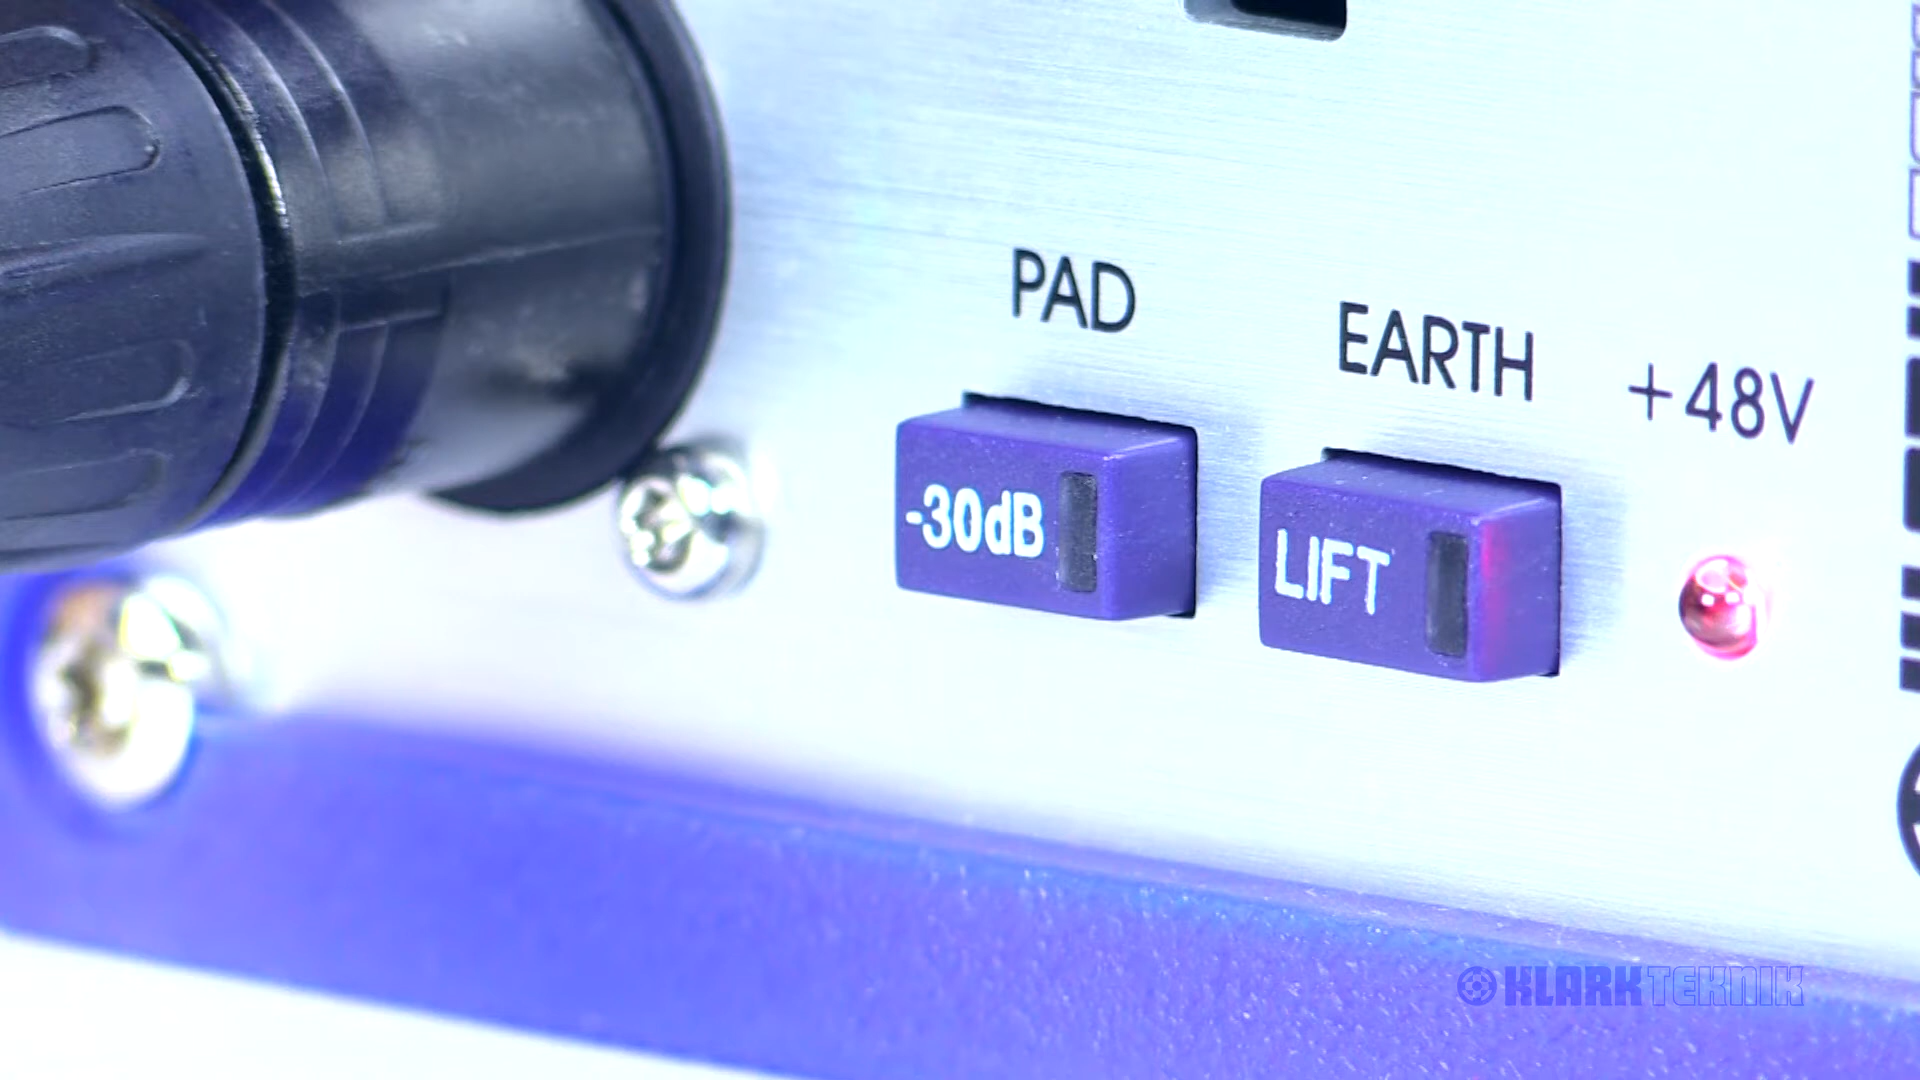 PAD
EARTH
+48V
-30dB
LIFT
KLARK TEKNIK